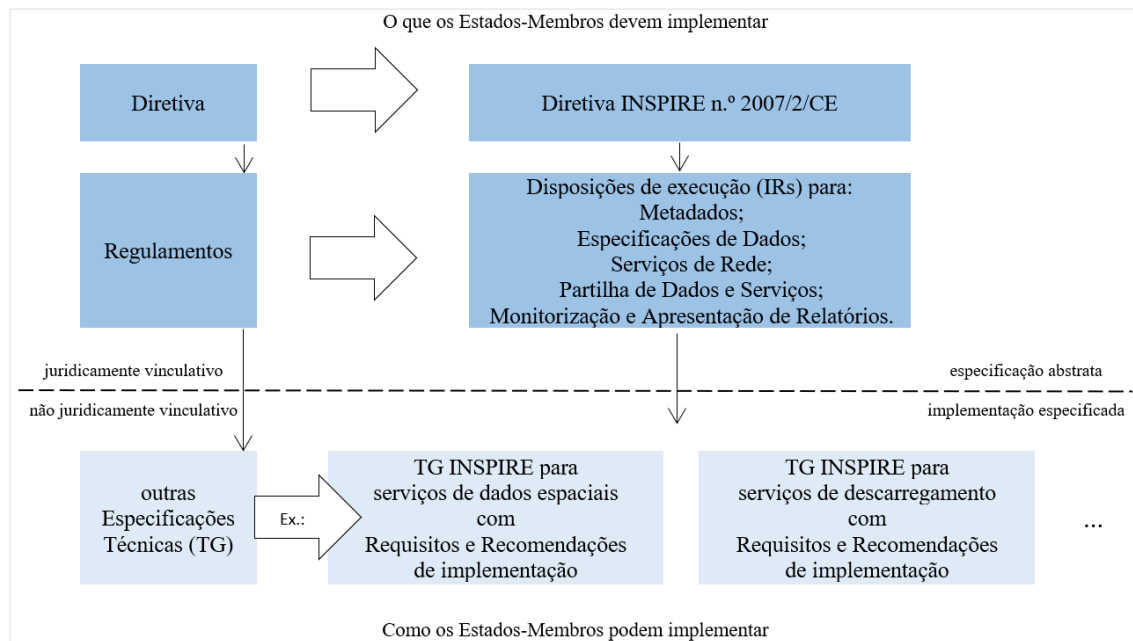 O que os Estados-Membros devem implementar
Diretiva
Diretiva INSPIRE n.º 2007/2/CE
Regulamentos
Disposições de execução (IRs) para:
Metadados;
Especificações de Dados;
Serviços de Rede;
Partilha de Dados e Serviços;
Monitorização e Apresentação de Relatórios.
juridicamente vinculativo
especificação abstrata
não juridicamente vinculativo
implementação especificada
outras
Especificações
Técnicas (TG)
Ex.:
TG INSPIRE para
serviços de dados espaciais
com
Requisitos e Recomendações
de implementação
TG INSPIRE para
serviços de descarregamento
com
Requisitos e Recomendações
de implementação
...
Como os Estados-Membros podem implementar